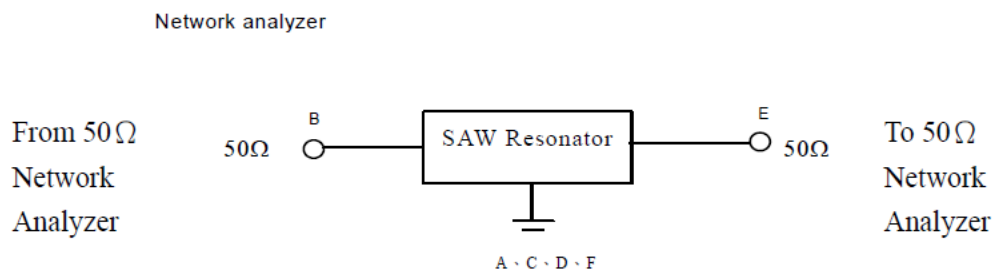 Network analyzer
From 50Ω
Network
Analyzer
50Ω
B
SAW Resonator
E
50Ω
To 50Ω
Network
Analyzer
A、C、D、F